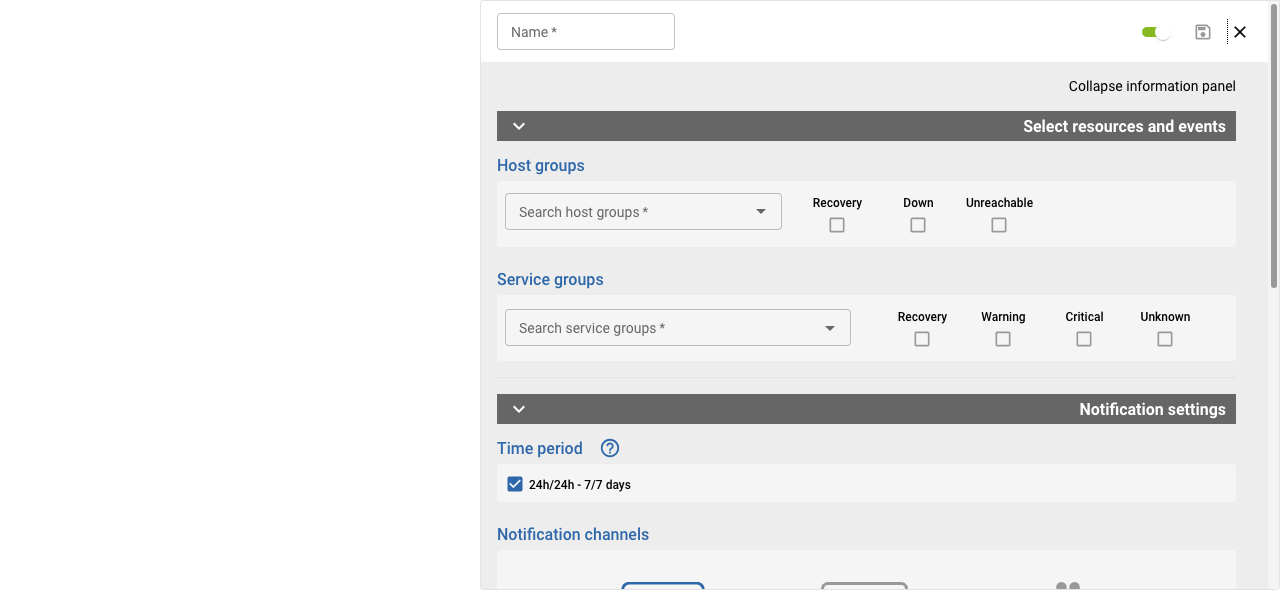 Name *
Collapse information panel
Select resources and events
Host groups
Search host groups *
Recovery
Down
Unreachable
Service groups
Search service groups *
Recovery
Warning
Critical
Unknown
Notification settings
Time period
24h/24h - 7/7 days
Notification channels